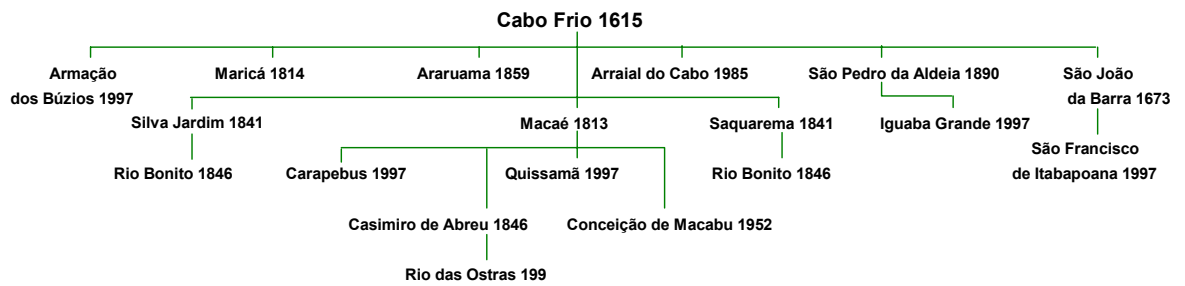 Cabo Frio 1615
Armação
dos Búzios 1997
Maricá 1814
Araruama 1859
Arraial do Cabo 1985
São Pedro da Aldeia 1890
São João
da Barra 1673
Silva Jardim 1841
Macaé 1813
Saquarema 1841
Iguaba Grande 1997
São Francisco
de Itabapoana 1997
Rio Bonito 1846
Carapebus 1997
Quissamã 1997
Rio Bonito 1846
Casimiro de Abreu 1846
Conceição de Macabu 1952
Rio das Ostras 199